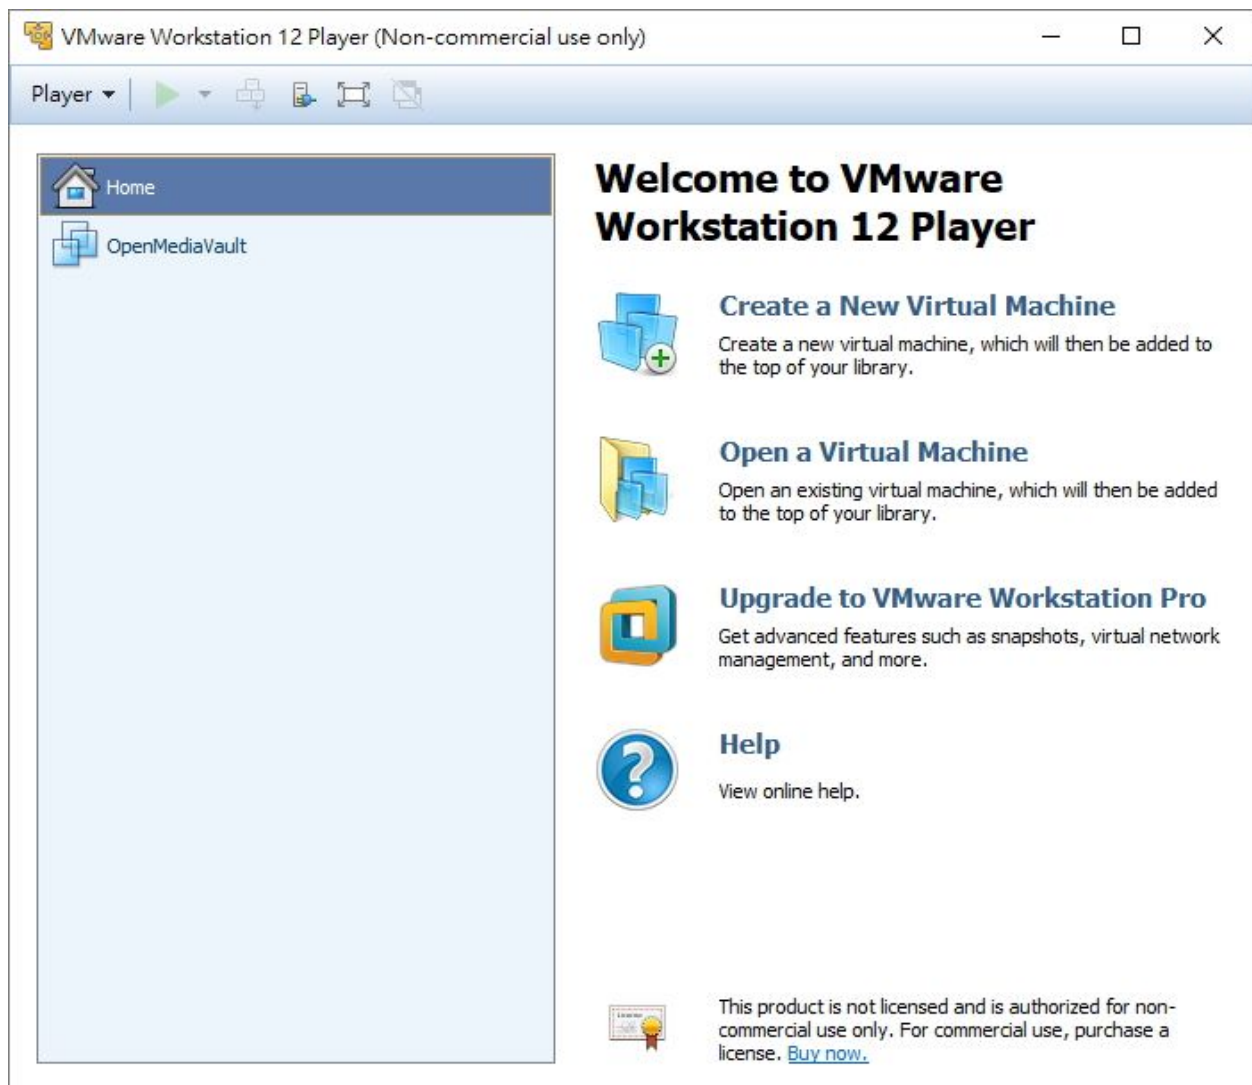 VMware Workstation 12 Player (Non-commercial use only)
Player
Home
OpenMediaVault
Welcome to VMware
Workstation 12 Player
Create a New Virtual Machine
Create a new virtual machine, which will then be added to
the top of your library.
Open a Virtual Machine
Open an existing virtual machine, which will then be added
to the top of your library.
Upgrade to VMware Workstation Pro
Get advanced features such as snapshots, virtual network
management, and more.
Help
View online help.
This product is not licensed and is authorized for non-
commercial use only. For commercial use, purchase a
license. Buy now.